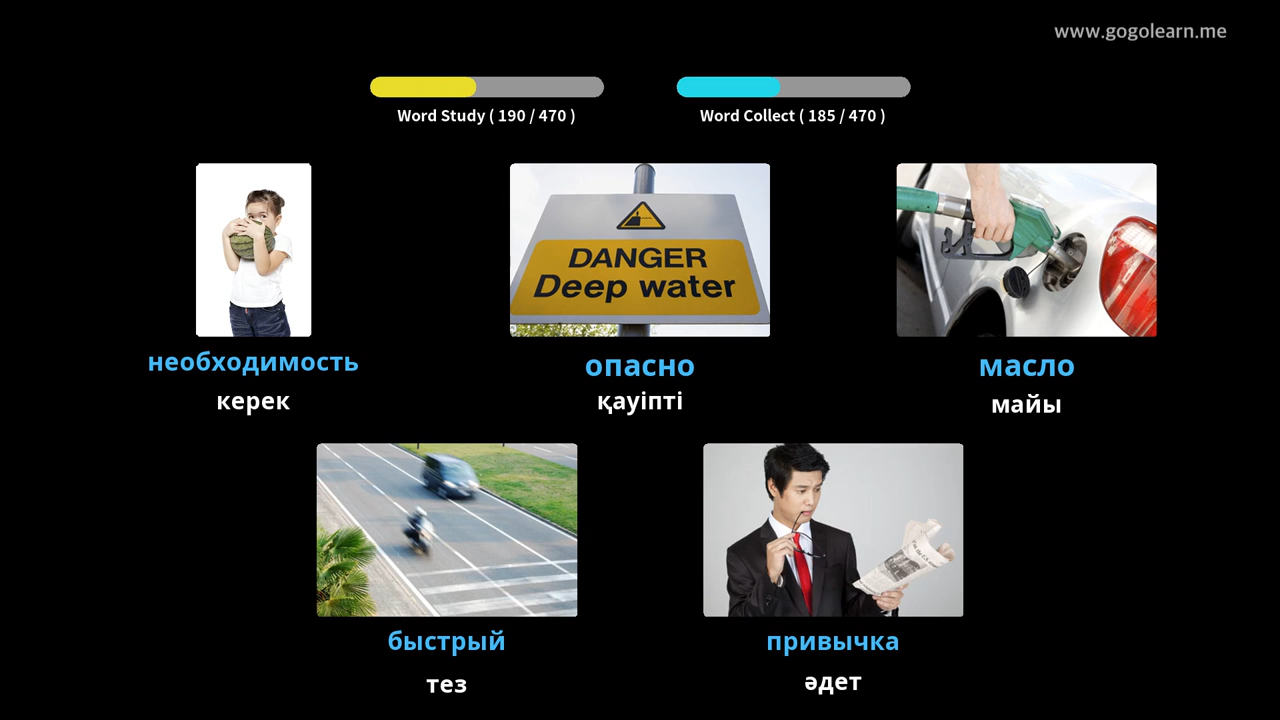 www.gogolearn.me
Word Study ( 190 / 470 )
Word Collect ( 185 / 470 )
DANGER
Deep water
необходимость
опасно
масло
керек
қауіпті
майы
быстрый
привычка
тез
әдет